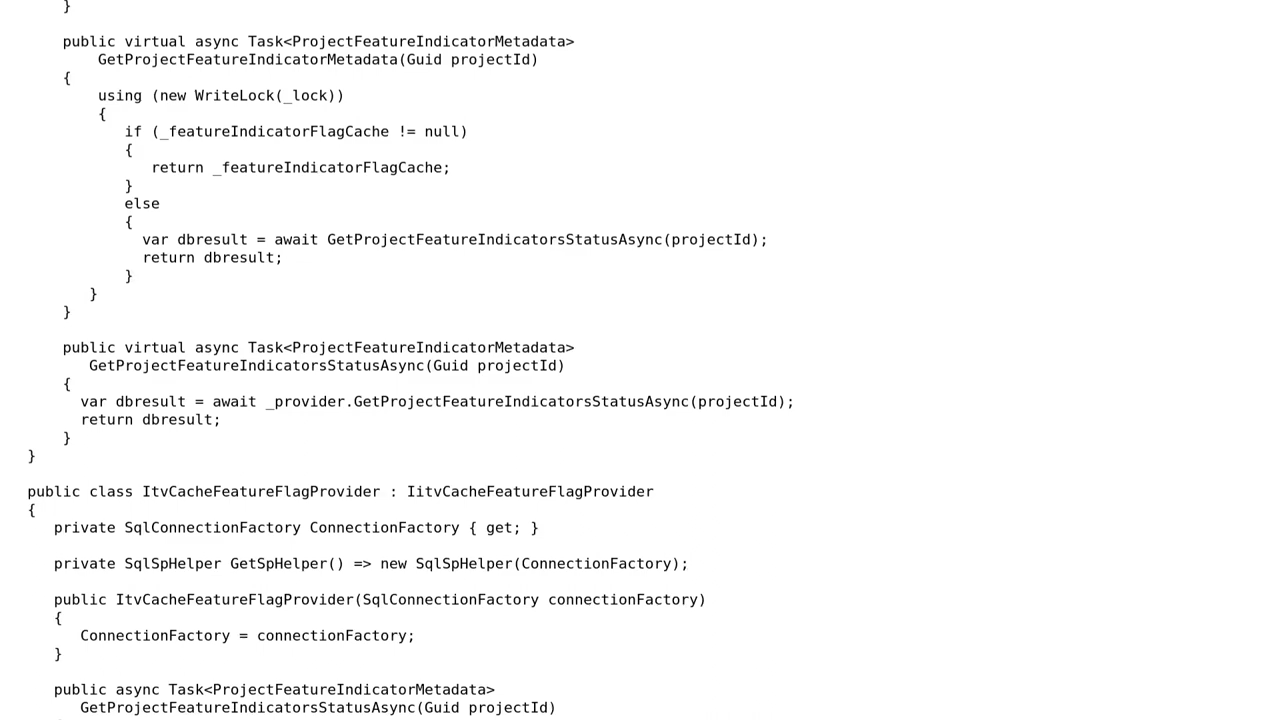 }
public virtual async Task<ProjectFeatureIndicatorMetadata>
GetProjectFeatureIndicatorMetadata(Guid projectId)
{
using (new WriteLock(_lock))
{
if (_featureIndicatorFlagCache != null)
{
return _featureIndicatorFlagCache;
}
else
{
var dbresult = await GetProjectFeatureIndicatorsStatusAsync(projectId);
return dbresult;
}
}
}
public virtual async Task<ProjectFeatureIndicatorMetadata>
GetProjectFeatureIndicatorsStatusAsync(Guid projectId)
{
var dbresult = await _provider.GetProjectFeatureIndicatorsStatusAsync(projectId);
return dbresult;
}
}
public class ItvCacheFeatureFlagProvider : IitvCacheFeatureFlagProvider
{
private SqlConnectionFactory ConnectionFactory { get; }
private SqlSpHelper GetSpHelper() => new SqlSpHelper(ConnectionFactory);
public ItvCacheFeatureFlagProvider(SqlConnectionFactory connectionFactory)
{
ConnectionFactory = connectionFactory;
}
public async Task<ProjectFeatureIndicatorMetadata>
GetProjectFeatureIndicatorsStatusAsync(Guid projectId)